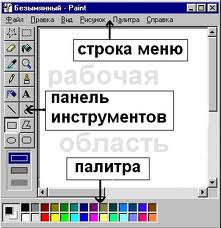 Безымянный - Paint
Файл Правка Вид Рисунок Палитра Справка
строка меню
рабочая
панель
инструментов
область
палитра